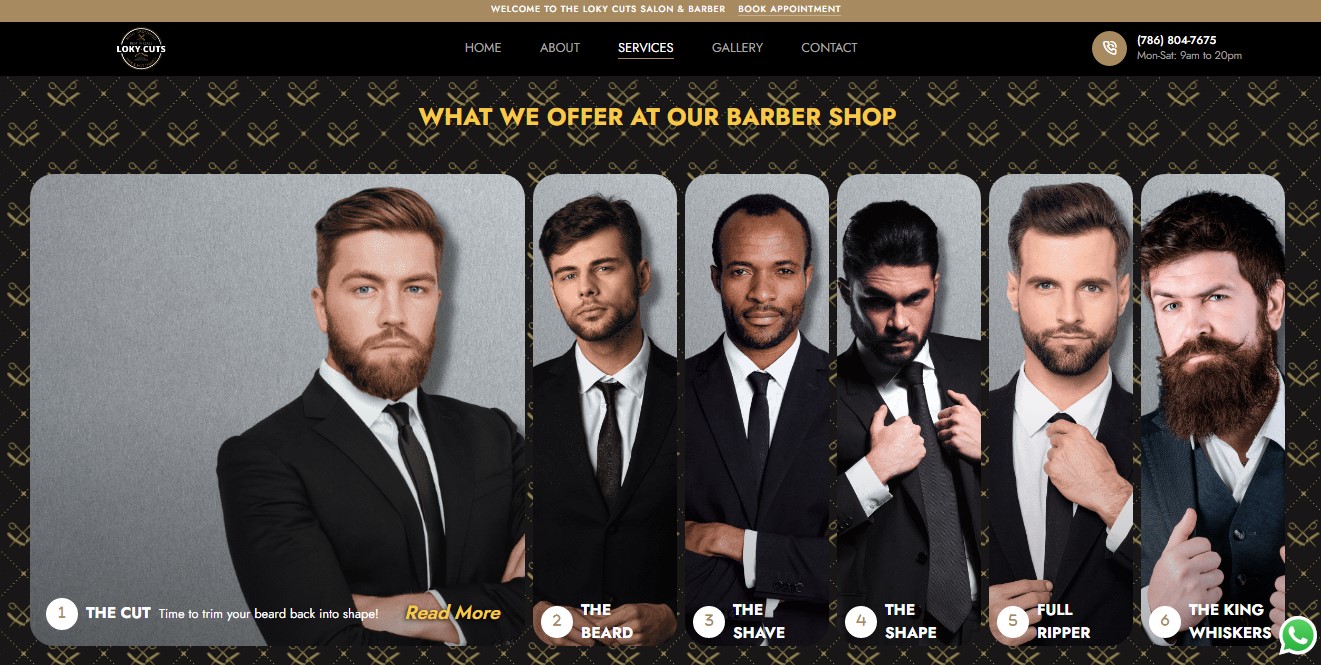 WELCOME TO THE LOKY CUTS SALON & BARBER BOOK APPOINTMENT
LOKY CUTS
HOME ABOUT SERVICES GALLERY CONTACT
(786) 804-7675
Mon-Sat: 9am to 20pm
WHAT WE OFFER AT OUR BARBER SHOP
1 THE CUT Time to trim your beard back into shape! Read More
2 THE
BEARD
3 THE
SHAVE
4 THE
SHAPE
5 FULL
RIPPER
6 THE KING
WHISKERS